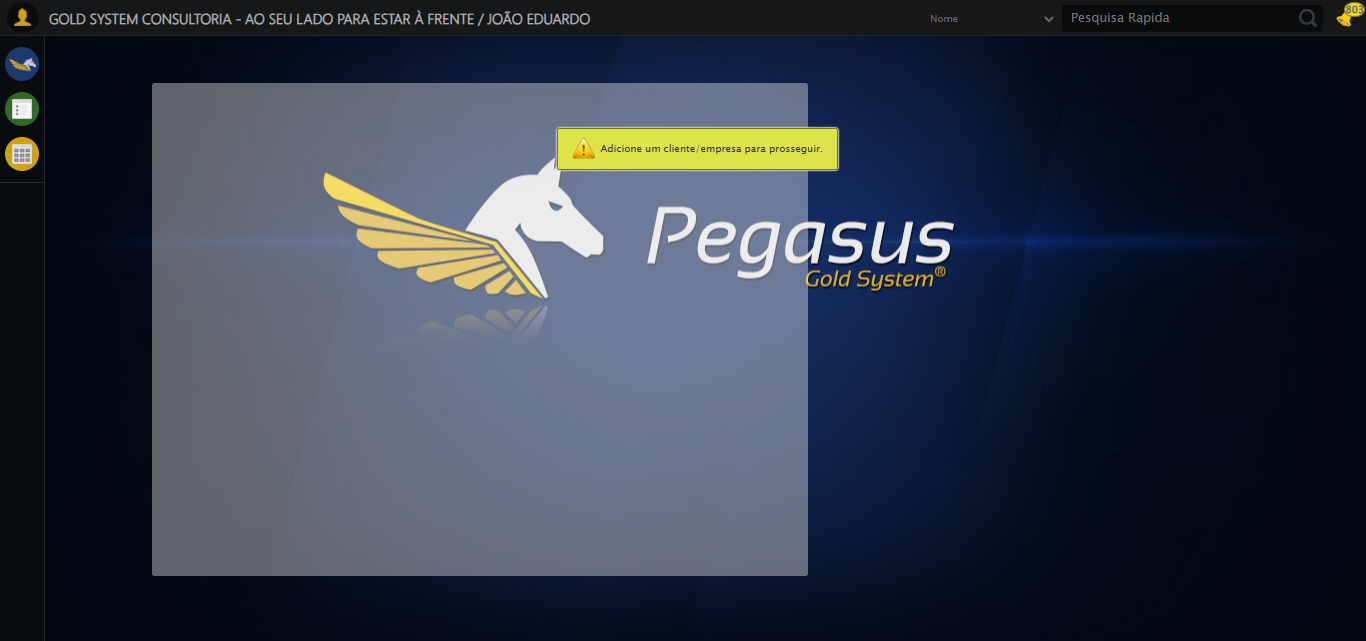 GOLD SYSTEM CONSULTORIA - AO SEU LADO PARA ESTAR À FRENTE / JOÃO EDUARDO
Nome
Pesquisa Rapida
803
Adicione um cliente/empresa para prosseguir.
Pegasus
Gold System®